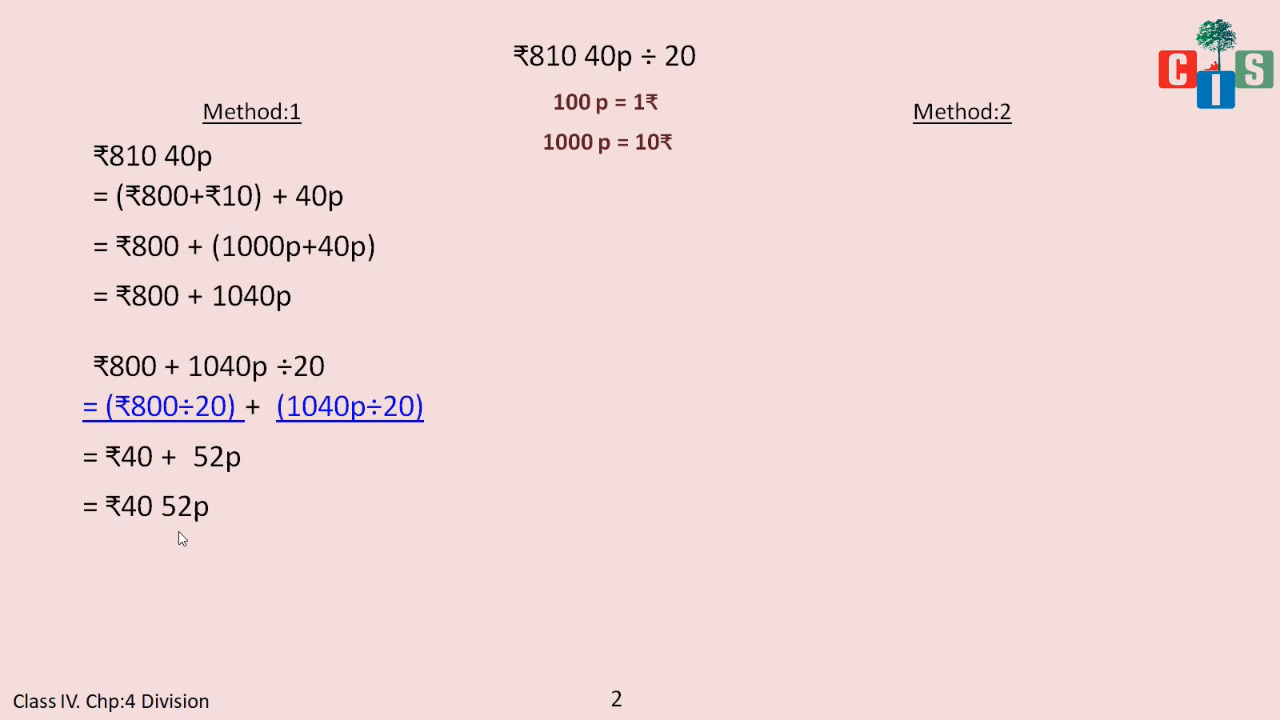 ₹810 40p ÷ 20
100 p = 1₹
1000 p = 10₹
Method:1
₹810 40p
= (₹800+₹10) + 40p
= ₹800 + (1000p+40p)
= ₹800 + 1040p
₹800 + 1040p ÷20
= (₹800÷20) + (1040p÷20)
= ₹40 + 52p
= ₹40 52p
Method:2
C I S
Class IV. Chp:4 Division
2